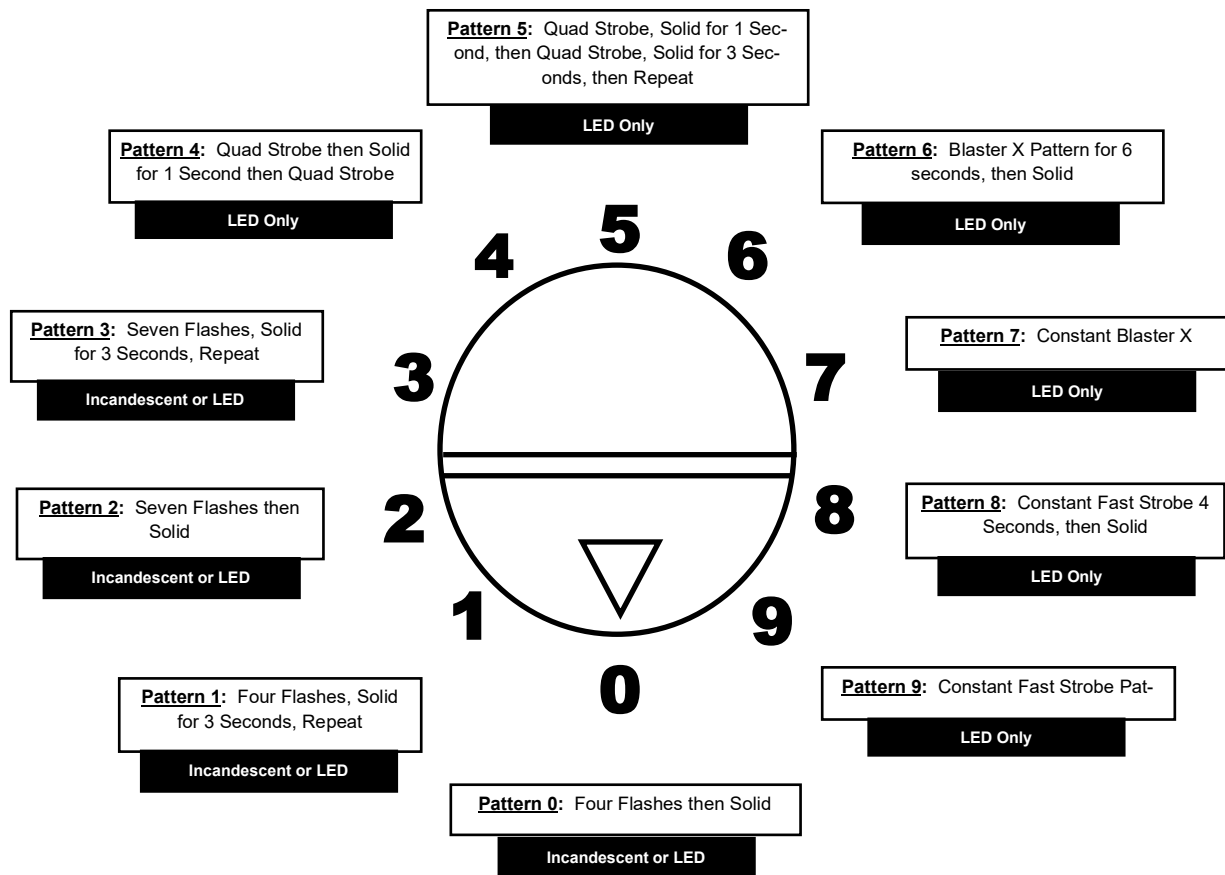 Pattern 5: Quad Strobe, Solid for 1 Sec-
ond, then Quad Strobe, Solid for 3 Sec-
onds, then Repeat
LED Only
Pattern 4: Quad Strobe then Solid
for 1 Second then Quad Strobe
LED Only
Pattern 6: Blaster X Pattern for 6
seconds, then Solid
LED Only
5
4
6
Pattern 3: Seven Flashes, Solid
for 3 Seconds, Repeat
Incandescent or LED
3
7
Pattern 7: Constant Blaster X
LED Only
Pattern 2: Seven Flashes then
Solid
Incandescent or LED
2
8
Pattern 8: Constant Fast Strobe 4
Seconds, then Solid
LED Only
1
9
0
Pattern 1: Four Flashes, Solid
for 3 Seconds, Repeat
Incandescent or LED
Pattern 9: Constant Fast Strobe Pat-
LED Only
Pattern 0: Four Flashes then Solid
Incandescent or LED